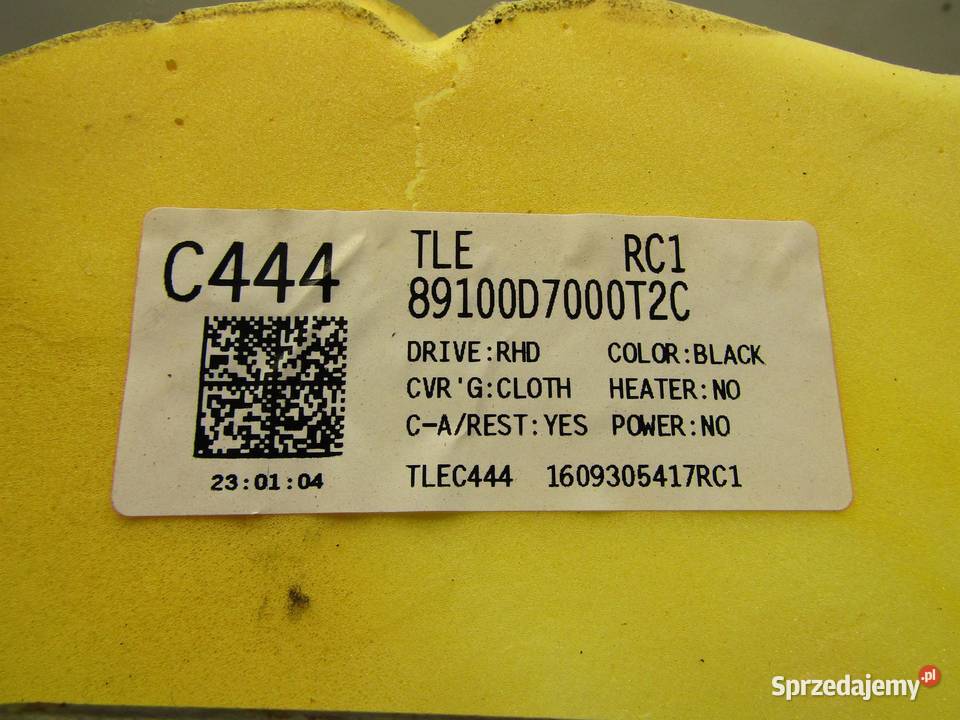 C444
TLE RC1
89100D7000T2C
DRIVE:RHD COLOR:BLACK
CVR'G:CLOTH HEATER:NO
C-A/REST:YES POWER:NO
23:01:04
TLEC444 1609305417RC1
Sprzedajemy.pl